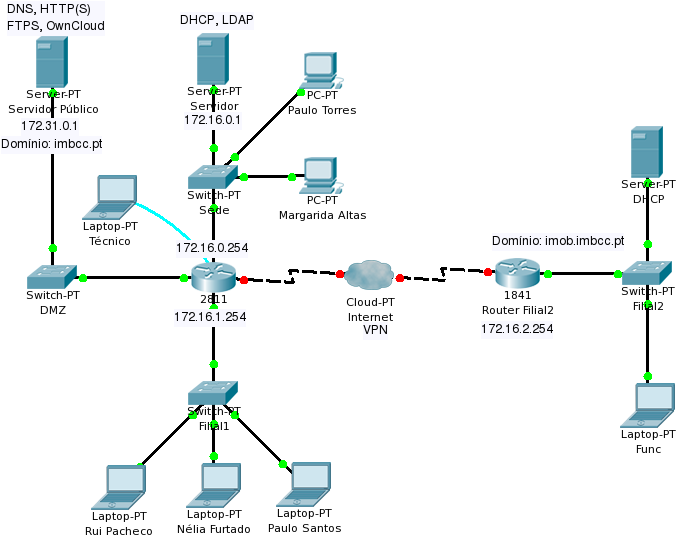 DNS, HTTP(S)
FTPS, OwnCloud
Server-PT
Servidor Público
172.31.0.1
Domínio: imbcc.pt
DHCP, LDAP
Server-PT
Servidor
172.16.0.1
PC-PT
Paulo Torres
Switch-PT
Sede
PC-PT
Margarida Altas
Laptop-PT
Técnico
172.16.0.254
Switch-PT
DMZ
2811
172.16.1.254
Cloud-PT
Internet
VPN
Domínio: imob.imbcc.pt
1841
Router Filial2
172.16.2.254
Server-PT
DHCP
Switch-PT
Filial2
Laptop-PT
Func
Switch-PT
Filial1
Laptop-PT
Rui Pacheco
Laptop-PT
Nélia Furtado
Laptop-PT
Paulo Santos